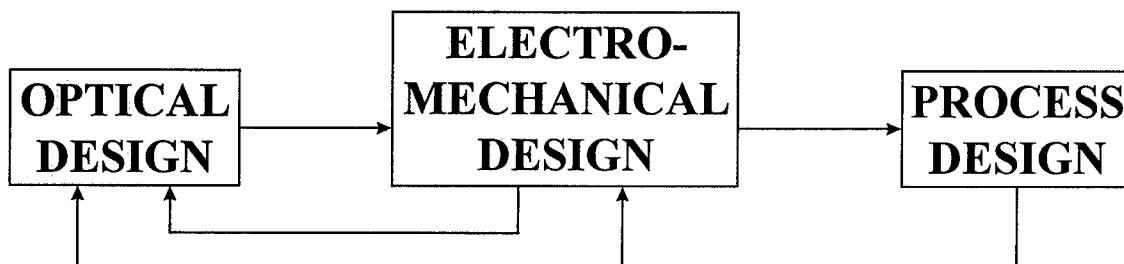 OPTICAL
DESIGN
ELECTRO-
MECHANICAL
DESIGN
PROCESS
DESIGN